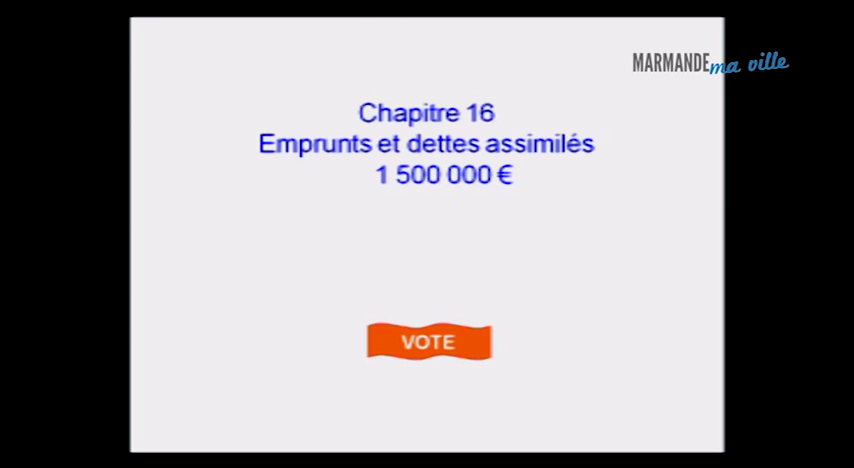 MARMANDE ma ville
Chapitre 16
Emprunts et dettes assimilés
1 500 000 €
VOTE